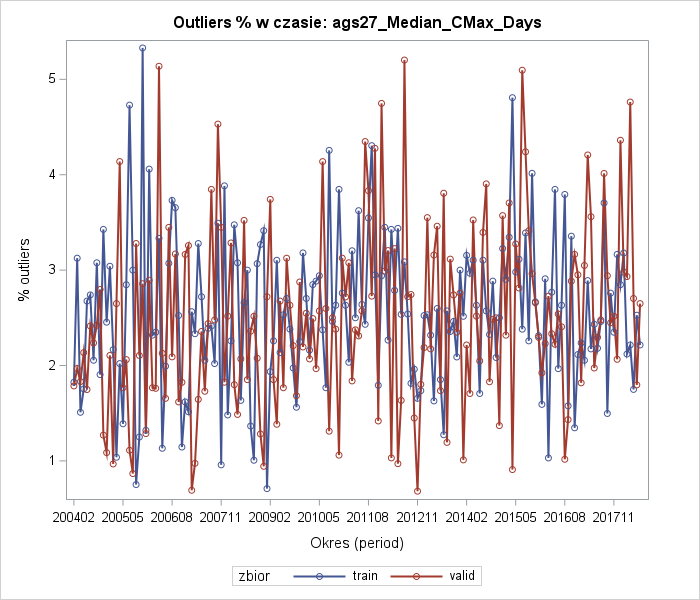 Outliers % w czasie: ags27_Median_CMax_Days
% outliers
5
4
3
2
1
200402 200505 200608 200711 200902 201005 201108 201211 201402 201505 201608 201711
Okres (period)
zbior train valid